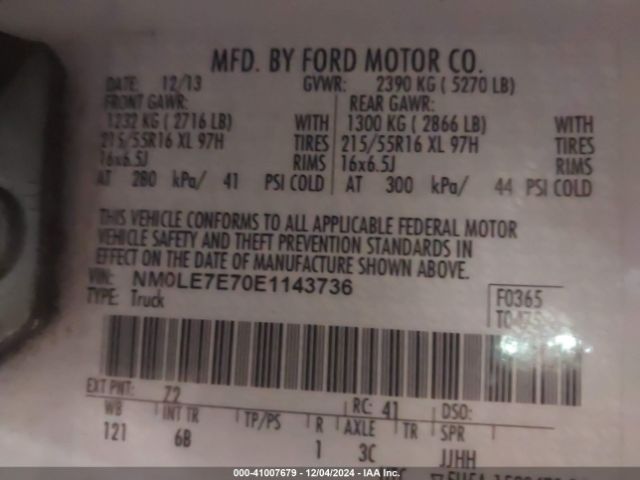 MFD. BY FORD MOTOR CO.
DATE: 12/13 GVWR: 2390 KG ( 5270 LB)
FRONT GAWR: REAR GAWR:
1232 KG ( 2716 LB) WITH 1300 KG ( 2866 LB) WITH
215/55R16 XL 97H TIRES 215/55R16 XL 97H TIRES
16x6.5J RIMS 16x6.5J RIMS
AT 280 kPa/ 41 PSI COLD AT 300 kPa/ 44 PSI COLD
THIS VEHICLE CONFORMS TO ALL APPLICABLE FEDERAL MOTOR
VEHICLE SAFETY AND THEFT PREVENTION STANDARDS IN
EFFECT ON THE DATE OF MANUFACTURE SHOWN ABOVE.
VIN: NM0LE7E70E1143736
TYPE: Truck
F0365
EXT PNT: Z2 RC: 41 DSO:
WB INT TR TP/PS R AXLE TR SPR
121 6B 1 3C JJHH
000-41007679 - 12/04/2024 - IAA Inc.